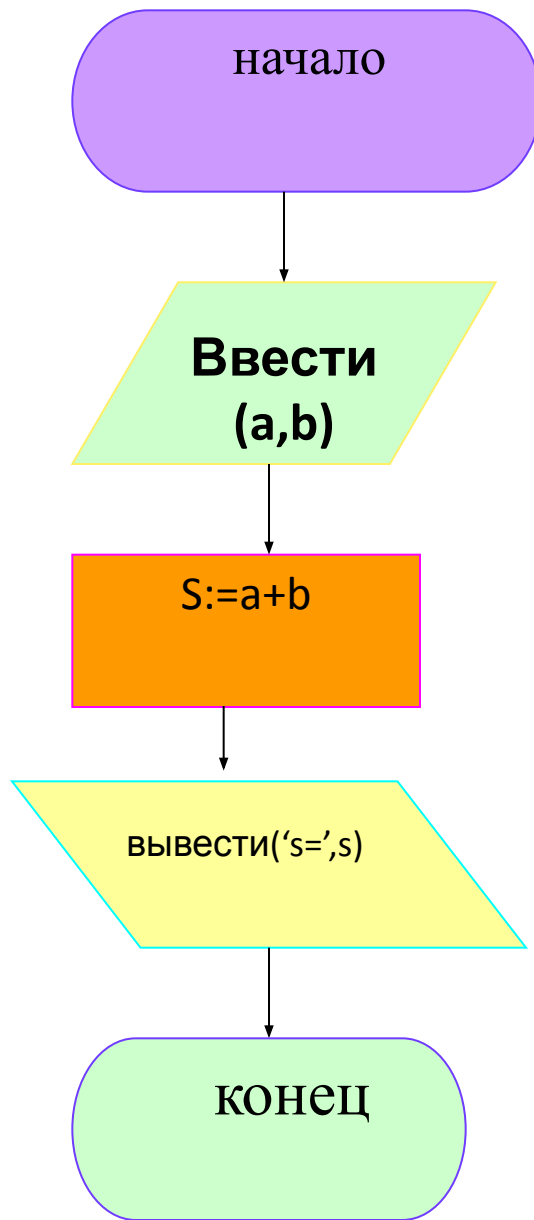 начало
Ввести
(a,b)
S:=a+b
вывести(‘s=’,s)
конец